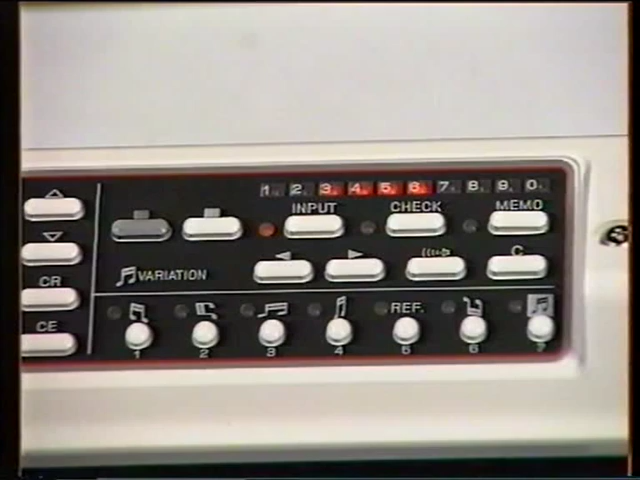 1. 2. 3. 4. 5. 6. 7. 8. 9. 0.
INPUT CHECK MEMO
C
VARIATION
CR
REF.
CE
1 2 3 4 5 6 7